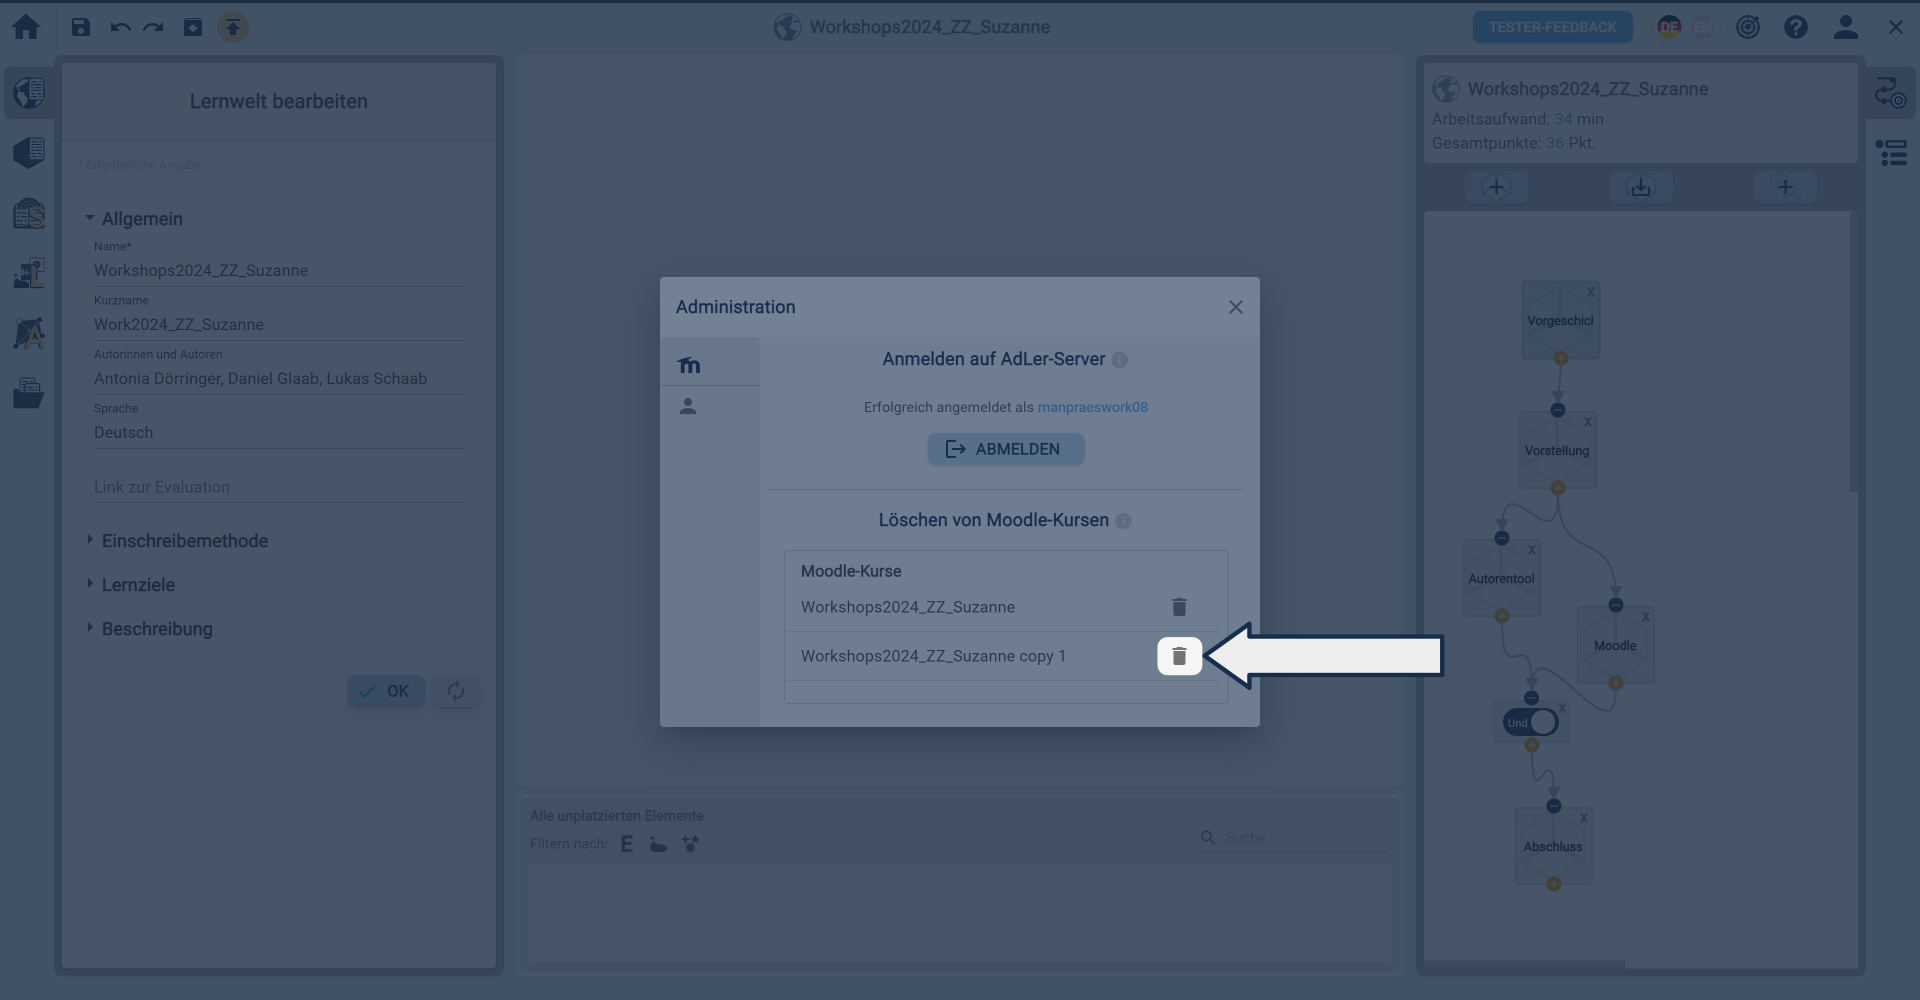 Workshops2024_ZZ_Suzanne
TESTER-FEEDBACK
DE
EN
Lernwelt bearbeiten
* Erforderliche Angabe
Allgemein
Name*
Workshops2024_ZZ_Suzanne
Kurzname
Work2024_ZZ_Suzanne
Autorinnen und Autoren
Antonia Dörringer, Daniel Glaab, Lukas Schaab
Sprache
Deutsch
Link zur Evaluation
Einschreibemethode
Lernziele
Beschreibung
OK
Administration
Anmelden auf AdLer-Server
Erfolgreich angemeldet als manpraeswork08
ABMELDEN
Löschen von Moodle-Kursen
Moodle-Kurse
Workshops2024_ZZ_Suzanne
Workshops2024_ZZ_Suzanne copy 1
Alle unplatzierten Elemente
Filtern nach: E
Suche
Workshops2024_ZZ_Suzanne
Arbeitsaufwand: 34 min
Gesamtpunkte: 36 Pkt.
X
Vorgeschicl
X
Vorstellung
X
Autorentool
X
Moodle
X
Und
X
Abschluss